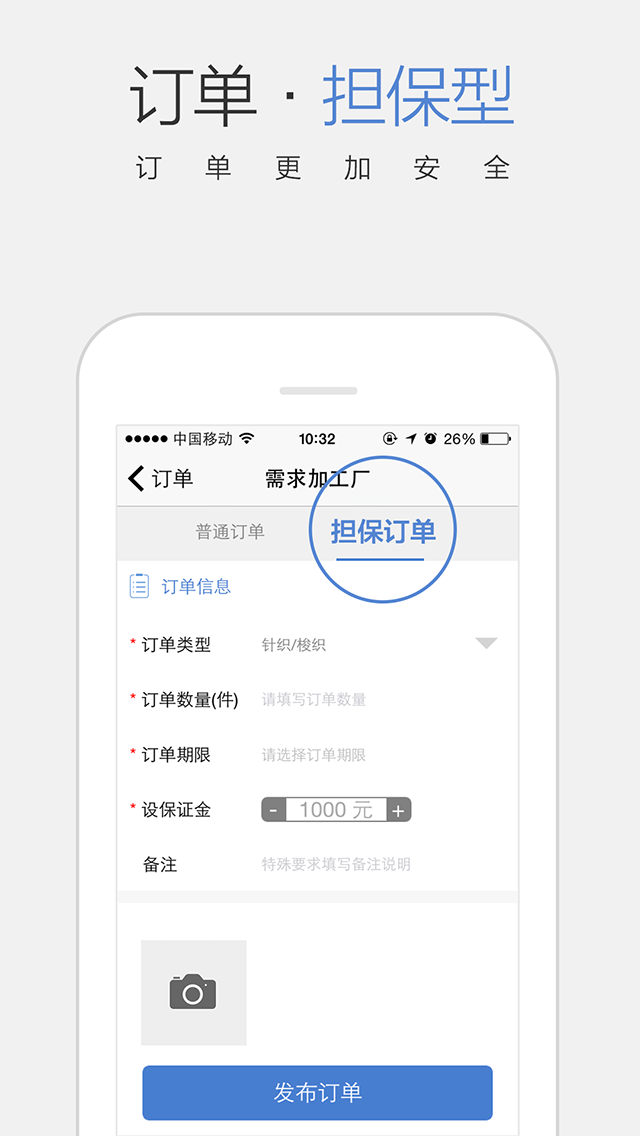 订单·担保型
订单更加安全
中国移动 10:32 26%
订单 需求加工厂
普通订单 担保订单
订单信息
* 订单类型 针织/梭织
* 订单数量(件) 请填写订单数量
* 订单期限 请选择订单期限
* 设保证金 - 1000 元 +
备注 特殊要求填写备注说明
发布订单